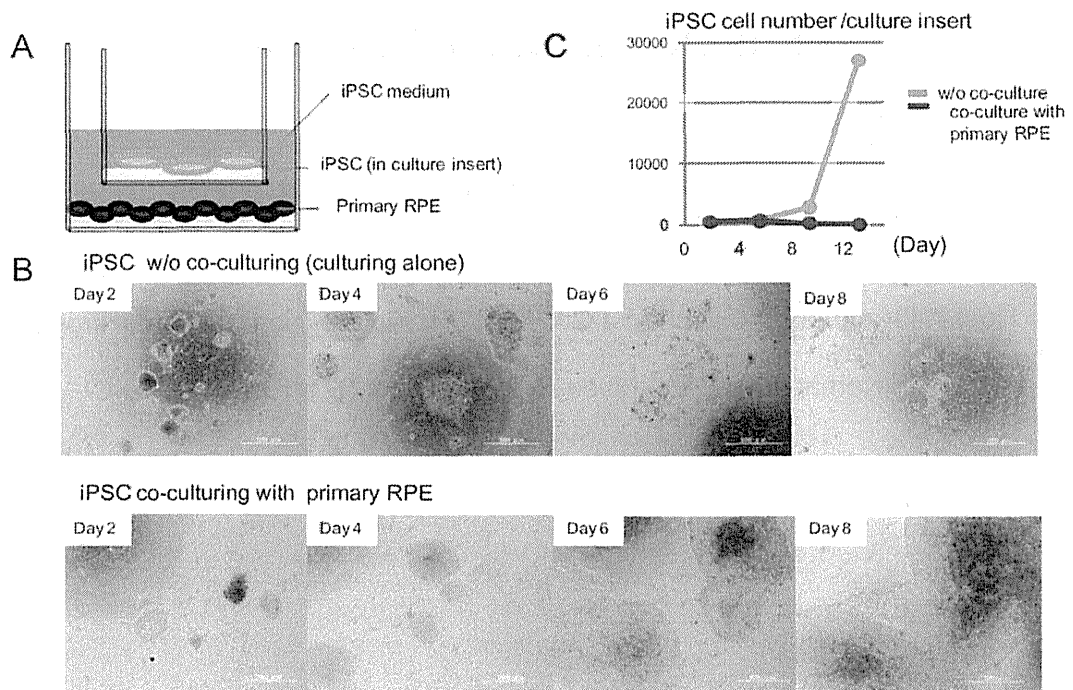 A
iPSC medium
iPSC (in culture insert)
Primary RPE
C
iPSC cell number /culture insert
30000
20000
10000
0
0
4
8
12
(Day)
w/o co-culture
co-culture with
primary RPE
B
iPSC w/o co-culturing (culturing alone)
Day 2
Day 4
Day 6
Day 8
iPSC co-culturing with primary RPE
Day 2
Day 4
Day 6
Day 8